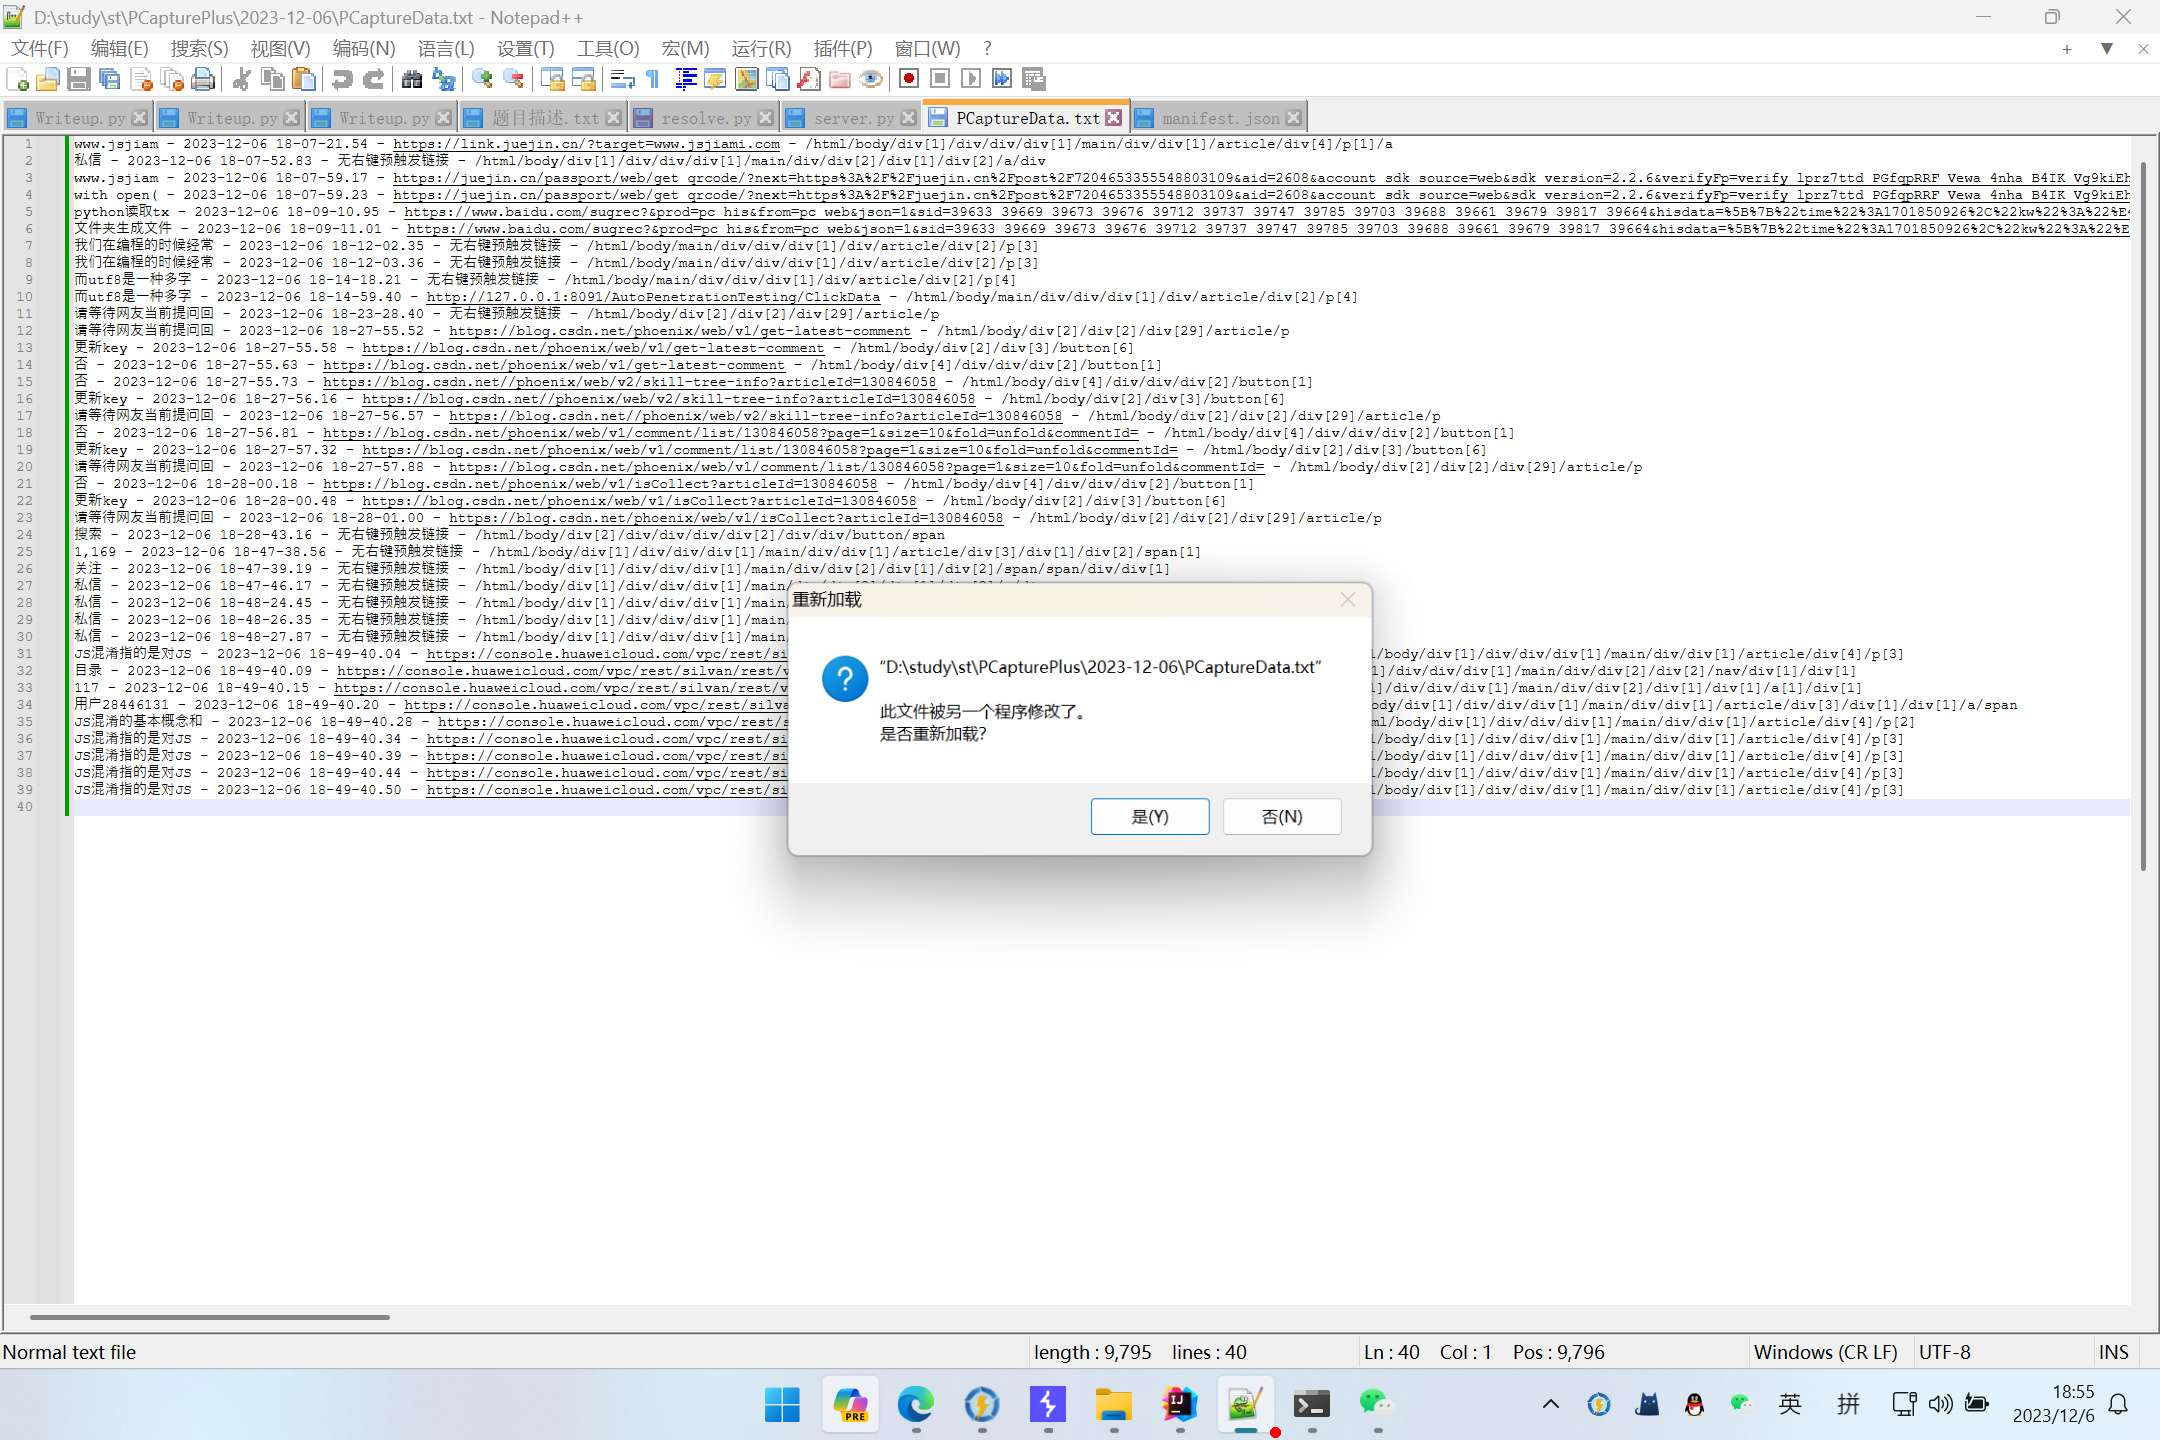 D:\study\st\PCapturePlus\2023-12-06\PCaptureData.txt - Notepad++
文件(F) 编辑(E) 搜索(S) 视图(V) 编码(N) 语言(L) 设置(T) 工具(O) 宏(M) 运行(R) 插件(P) 窗口(W) ?
Writeup.py Writeup.py Writeup.py 题目描述.txt resolve.py server.py PCaptureData.txt manifest.json
1 www.jsjiam - 2023-12-06 18-07-21.54 - https://link.juejin.cn/?target=www.jsjiami.com - /html/body/div[1]/div/div/div[1]/main/div/div[1]/article/div[4]/p[1]/a
2 私信 - 2023-12-06 18-07-52.83 - 无右键预触发链接 - /html/body/div[1]/div/div/div[1]/main/div/div[2]/div[1]/div[2]/a/div
3 www.jsjiam - 2023-12-06 18-07-59.17 - https://juejin.cn/passport/web/get_qrcode/?next=https%3A%2F%2Fjuejin.cn%2Fpost%2F7204653355548803109&aid=2608&account_sdk_source=web&sdk_version=2.2.6&verifyFp=verify_lprz7ttd_PGfqpRRF_Vewa_4nha_B4IK_Vg9kiEh
4 with open( - 2023-12-06 18-07-59.23 - https://juejin.cn/passport/web/get_qrcode/?next=https%3A%2F%2Fjuejin.cn%2Fpost%2F7204653355548803109&aid=2608&account_sdk_source=web&sdk_version=2.2.6&verifyFp=verify_lprz7ttd_PGfqpRRF_Vewa_4nha_B4IK_Vg9kiEh
5 python读取tx - 2023-12-06 18-09-10.95 - https://www.baidu.com/sugrec?&prod=pc_his&from=pc_web&json=1&sid=39633_39669_39673_39676_39712_39737_39747_39785_39703_39688_39661_39679_39817_39664&hisdata=%5B%7B%22time%22%3A1701850926%2C%22kw%22%3A%22%E4
6 文件夹生成文件 - 2023-12-06 18-09-11.01 - https://www.baidu.com/sugrec?&prod=pc_his&from=pc_web&json=1&sid=39633_39669_39673_39676_39712_39737_39747_39785_39703_39688_39661_39679_39817_39664&hisdata=%5B%7B%22time%22%3A1701850926%2C%22kw%22%3A%22%E
7 我们在编程的时候经常 - 2023-12-06 18-12-02.35 - 无右键预触发链接 - /html/body/main/div/div/div[1]/div/article/div[2]/p[3]
8 我们在编程的时候经常 - 2023-12-06 18-12-03.36 - 无右键预触发链接 - /html/body/main/div/div/div[1]/div/article/div[2]/p[3]
9 而utf8是一种多字 - 2023-12-06 18-14-18.21 - 无右键预触发链接 - /html/body/main/div/div/div[1]/div/article/div[2]/p[4]
10 而utf8是一种多字 - 2023-12-06 18-14-59.40 - http://127.0.0.1:8091/AutoPenetrationTesting/ClickData - /html/body/main/div/div/div[1]/div/article/div[2]/p[4]
11 请等待网友当前提问回 - 2023-12-06 18-23-28.40 - 无右键预触发链接 - /html/body/div[2]/div[2]/div[29]/article/p
12 请等待网友当前提问回 - 2023-12-06 18-27-55.52 - https://blog.csdn.net/phoenix/web/v1/get-latest-comment - /html/body/div[2]/div[2]/div[29]/article/p
13 更新key - 2023-12-06 18-27-55.58 - https://blog.csdn.net/phoenix/web/v1/get-latest-comment - /html/body/div[2]/div[3]/button[6]
14 否 - 2023-12-06 18-27-55.63 - https://blog.csdn.net/phoenix/web/v1/get-latest-comment - /html/body/div[4]/div/div/div[2]/button[1]
15 否 - 2023-12-06 18-27-55.73 - https://blog.csdn.net//phoenix/web/v2/skill-tree-info?articleId=130846058 - /html/body/div[4]/div/div/div[2]/button[1]
16 更新key - 2023-12-06 18-27-56.16 - https://blog.csdn.net//phoenix/web/v2/skill-tree-info?articleId=130846058 - /html/body/div[2]/div[3]/button[6]
17 请等待网友当前提问回 - 2023-12-06 18-27-56.57 - https://blog.csdn.net//phoenix/web/v2/skill-tree-info?articleId=130846058 - /html/body/div[2]/div[2]/div[29]/article/p
18 否 - 2023-12-06 18-27-56.81 - https://blog.csdn.net/phoenix/web/v1/comment/list/130846058?page=1&size=10&fold=unfold&commentId= - /html/body/div[4]/div/div/div[2]/button[1]
19 更新key - 2023-12-06 18-27-57.32 - https://blog.csdn.net/phoenix/web/v1/comment/list/130846058?page=1&size=10&fold=unfold&commentId= - /html/body/div[2]/div[3]/button[6]
20 请等待网友当前提问回 - 2023-12-06 18-27-57.88 - https://blog.csdn.net/phoenix/web/v1/comment/list/130846058?page=1&size=10&fold=unfold&commentId= - /html/body/div[2]/div[2]/div[29]/article/p
21 否 - 2023-12-06 18-28-00.18 - https://blog.csdn.net/phoenix/web/v1/isCollect?articleId=130846058 - /html/body/div[4]/div/div/div[2]/button[1]
22 更新key - 2023-12-06 18-28-00.48 - https://blog.csdn.net/phoenix/web/v1/isCollect?articleId=130846058 - /html/body/div[2]/div[3]/button[6]
23 请等待网友当前提问回 - 2023-12-06 18-28-01.00 - https://blog.csdn.net/phoenix/web/v1/isCollect?articleId=130846058 - /html/body/div[2]/div[2]/div[29]/article/p
24 搜索 - 2023-12-06 18-28-43.16 - 无右键预触发链接 - /html/body/div[2]/div/div/div[2]/div/div/button/span
25 1,169 - 2023-12-06 18-47-38.56 - 无右键预触发链接 - /html/body/div[1]/div/div/div[1]/main/div/div[1]/article/div[3]/div[1]/div[2]/span[1]
26 关注 - 2023-12-06 18-47-39.19 - 无右键预触发链接 - /html/body/div[1]/div/div/div[1]/main/div/div[2]/div[1]/div[2]/span/span/div/div[1]
27 私信 - 2023-12-06 18-47-46.17 - 无右键预触发链接 - /html/body/div[1]/div/div/div[1]/main/
28 私信 - 2023-12-06 18-48-24.45 - 无右键预触发链接 - /html/body/div[1]/div/div/div[1]/main
29 私信 - 2023-12-06 18-48-26.35 - 无右键预触发链接 - /html/body/div[1]/div/div/div[1]/main
30 私信 - 2023-12-06 18-48-27.87 - 无右键预触发链接 - /html/body/div[1]/div/div/div[1]/main
31 JS混淆指的是对JS - 2023-12-06 18-49-40.04 - https://console.huaweicloud.com/vpc/rest/si /body/div[1]/div/div/div[1]/main/div/div[1]/article/div[4]/p[3]
32 目录 - 2023-12-06 18-49-40.09 - https://console.huaweicloud.com/vpc/rest/silvan/rest/v 1]/div/div/div[1]/main/div/div[2]/div[2]/nav/div[1]/div[1]
33 117 - 2023-12-06 18-49-40.15 - https://console.huaweicloud.com/vpc/rest/silvan/rest/v 1]/div/div/div[1]/main/div/div[2]/div[1]/div/a[1]/div[1]
34 用户28446131 - 2023-12-06 18-49-40.20 - https://console.huaweicloud.com/vpc/rest/silva dy/div[1]/div/div/div[1]/main/div/div[1]/article/div[3]/div[1]/div[1]/a/span
35 JS混淆的基本概念和 - 2023-12-06 18-49-40.28 - https://console.huaweicloud.com/vpc/rest/s ml/body/div[1]/div/div/div[1]/main/div/div[1]/article/div[4]/p[2]
36 JS混淆指的是对JS - 2023-12-06 18-49-40.34 - https://console.huaweicloud.com/vpc/rest/si /body/div[1]/div/div/div[1]/main/div/div[1]/article/div[4]/p[3]
37 JS混淆指的是对JS - 2023-12-06 18-49-40.39 - https://console.huaweicloud.com/vpc/rest/si /body/div[1]/div/div/div[1]/main/div/div[1]/article/div[4]/p[3]
38 JS混淆指的是对JS - 2023-12-06 18-49-40.44 - https://console.huaweicloud.com/vpc/rest/si /body/div[1]/div/div/div[1]/main/div/div[1]/article/div[4]/p[3]
39 JS混淆指的是对JS - 2023-12-06 18-49-40.50 - https://console.huaweicloud.com/vpc/rest/si /body/div[1]/div/div/div[1]/main/div/div[1]/article/div[4]/p[3]
40
重新加载
"D:\study\st\PCapturePlus\2023-12-06\PCaptureData.txt"
此文件被另一个程序修改了。
是否重新加载?
是(Y) 否(N)
Normal text file length : 9,795 lines : 40 Ln : 40 Col : 1 Pos : 9,796 Windows (CR LF) UTF-8 INS
PRE
英 拼 18:55
2023/12/6